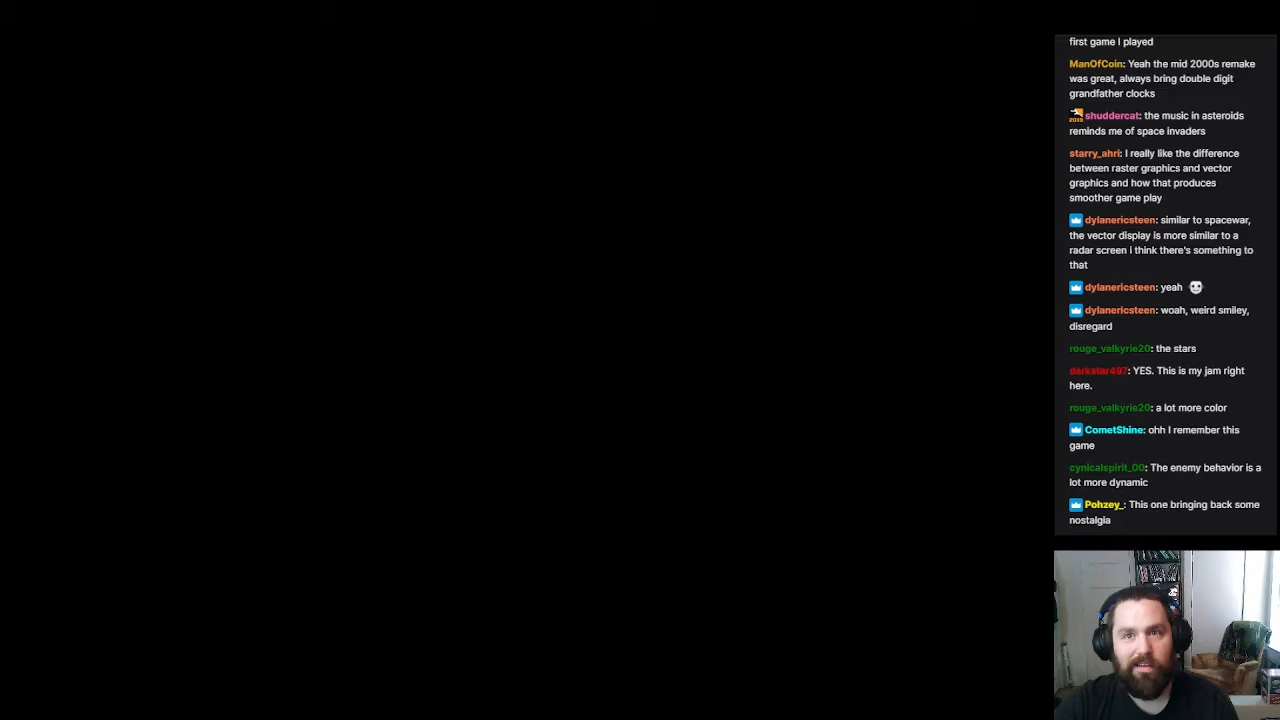 first game I played
ManOfCoin: Yeah the mid 2000s remake
was great, always bring double digit
grandfather clocks
shuddercat: the music in asteroids
reminds me of space invaders
starry_ahri: I really like the difference
between raster graphics and vector
graphics and how that produces
smoother game play
dylanericsteen: similar to spacewar,
the vector display is more similar to a
radar screen i think there's something to
that
dylanericsteen: yeah
dylanericsteen: woah, weird smiley,
disregard
rouge_valkyrie20: the stars
darkstar497: YES. This is my jam right
here.
rouge_valkyrie20: a lot more color
CometShine: ohh I remember this
game
cynicalspirit_00: The enemy behavior is a
lot more dynamic
Pohzey_: This one bringing back some
nostalgia